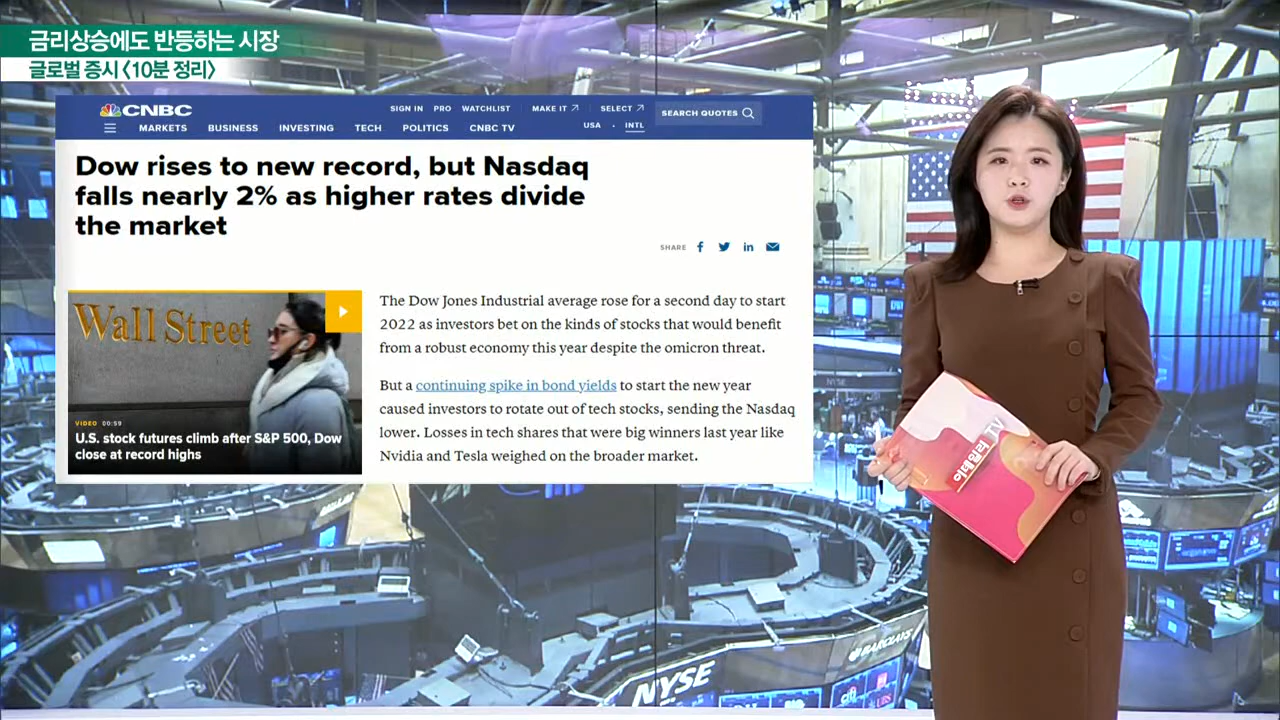 금리상승에도 반등하는 시장
글로벌 증시 <10분 정리>
CNBC
SIGN IN PRO WATCHLIST MAKE IT SELECT SEARCH QUOTES
MARKETS BUSINESS INVESTING TECH POLITICS CNBC TV USA · INTL
Dow rises to new record, but Nasdaq
falls nearly 2% as higher rates divide
the market
SHARE
Wall Street
VIDEO 00:59
U.S. stock futures climb after S&P 500, Dow
close at record highs
The Dow Jones Industrial average rose for a second day to start
2022 as investors bet on the kinds of stocks that would benefit
from a robust economy this year despite the omicron threat.
But a continuing spike in bond yields to start the new year
caused investors to rotate out of tech stocks, sending the Nasdaq
lower. Losses in tech shares that were big winners last year like
Nvidia and Tesla weighed on the broader market.
이데일리 TV
NYSE
BARCLAYS
NYSE
citi
UBS